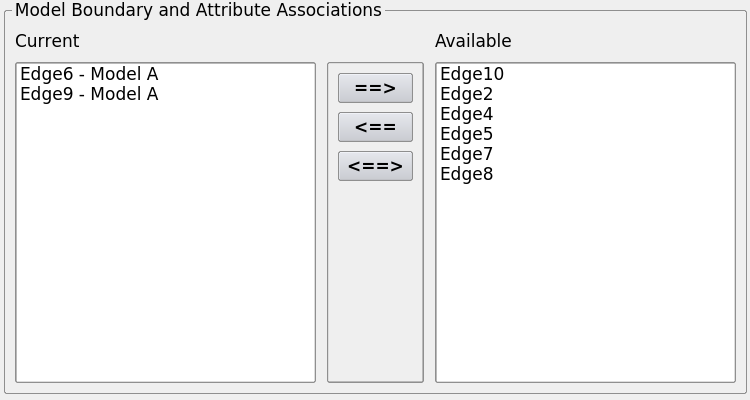 Model Boundary and Attribute Associations
Current
Available
Edge6 - Model A
Edge9 - Model A
==>
<==
<==>
Edge10
Edge2
Edge4
Edge5
Edge7
Edge8